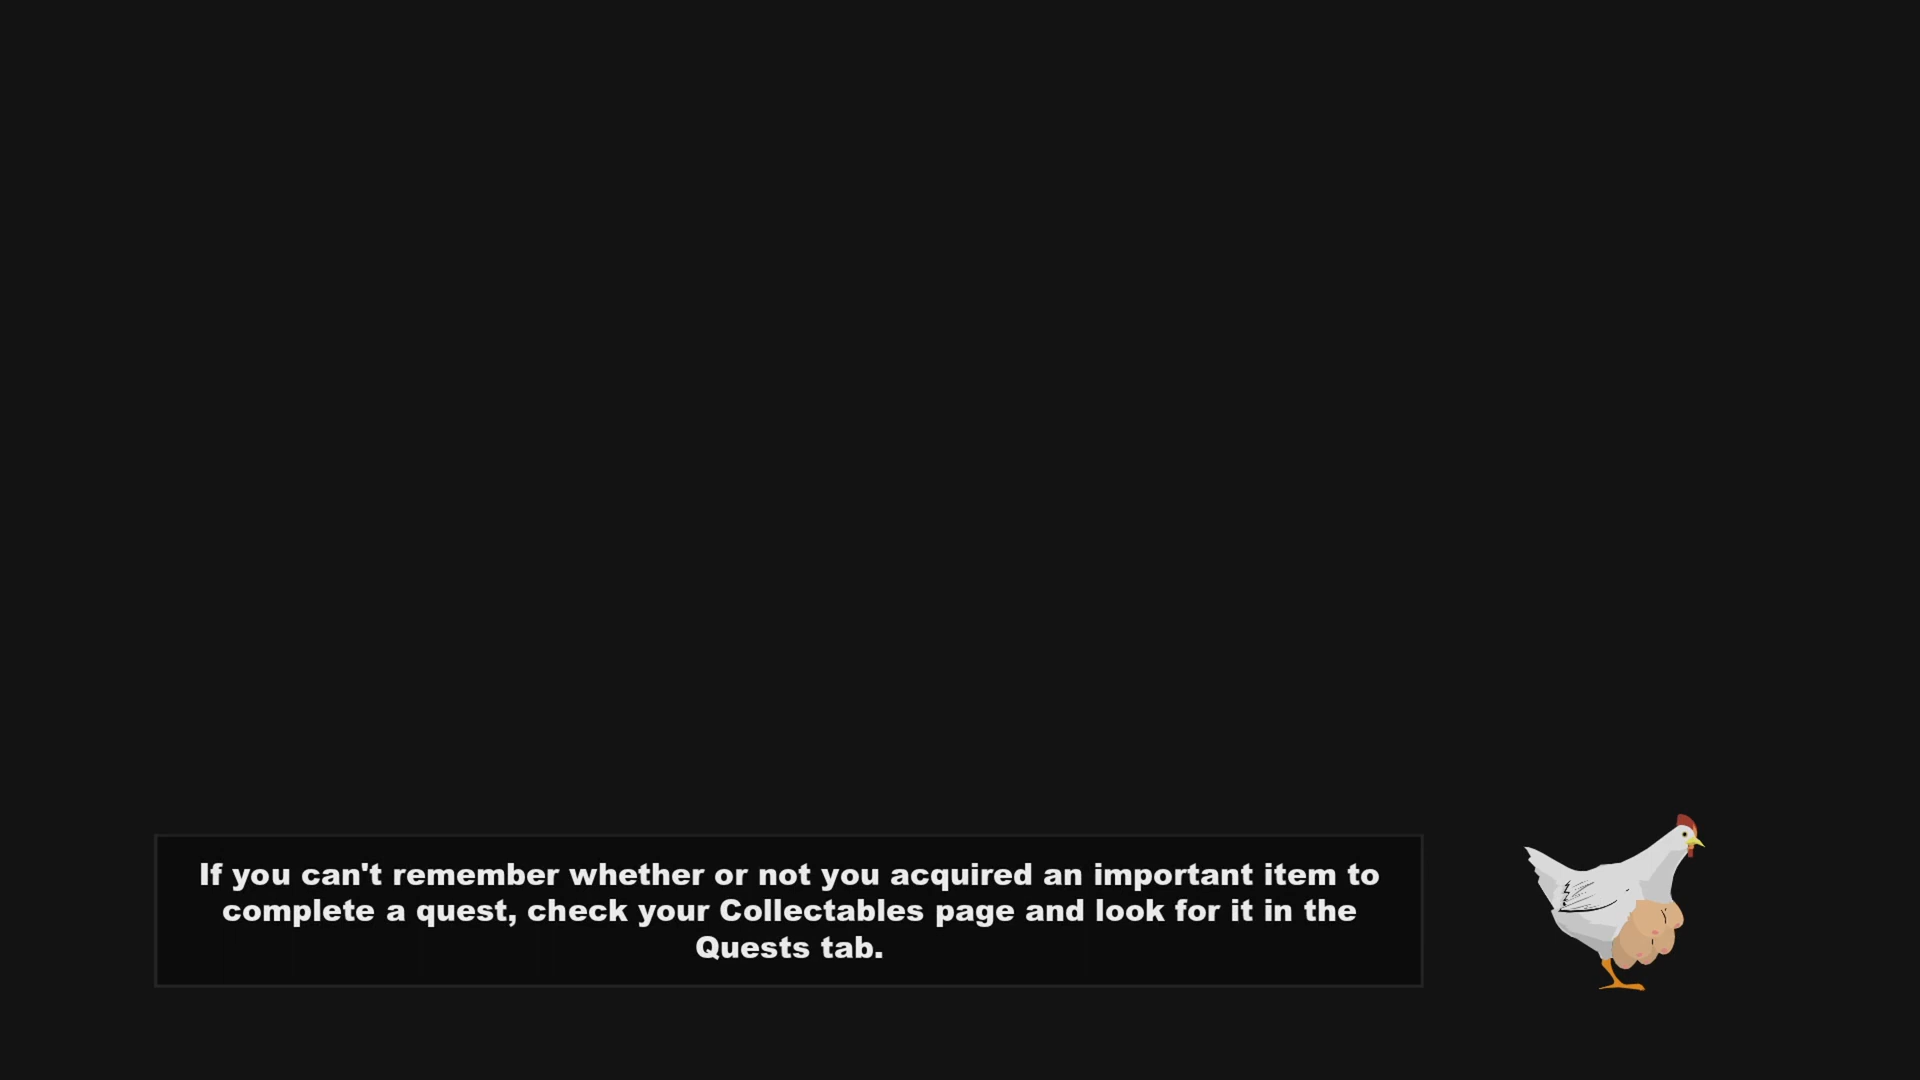 If you can't remember whether or not you acquired an important item to
complete a quest, check your Collectables page and look for it in the
Quests tab.